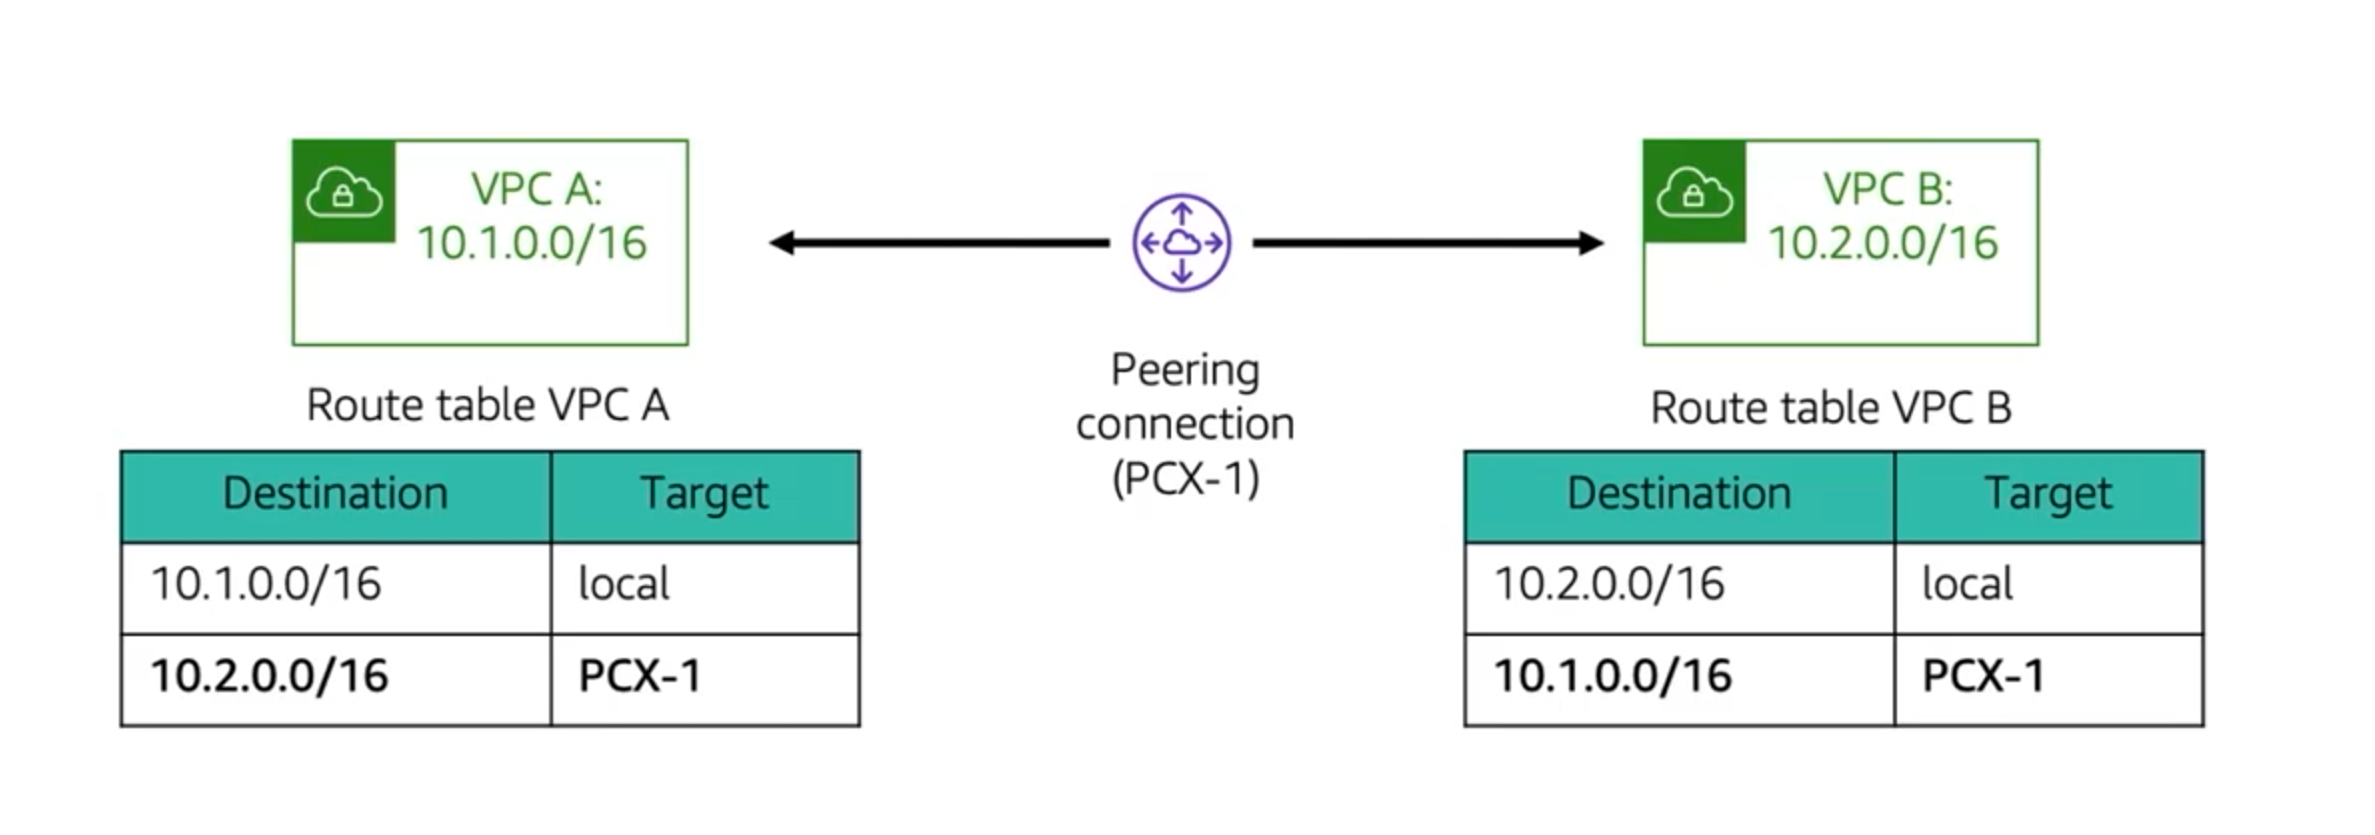 VPC A:
10.1.0.0/16
VPC B:
10.2.0.0/16
Peering
connection
(PCX-1)
Route table VPC A
Destination Target
10.1.0.0/16 local
10.2.0.0/16 PCX-1
Route table VPC B
Destination Target
10.2.0.0/16 local
10.1.0.0/16 PCX-1